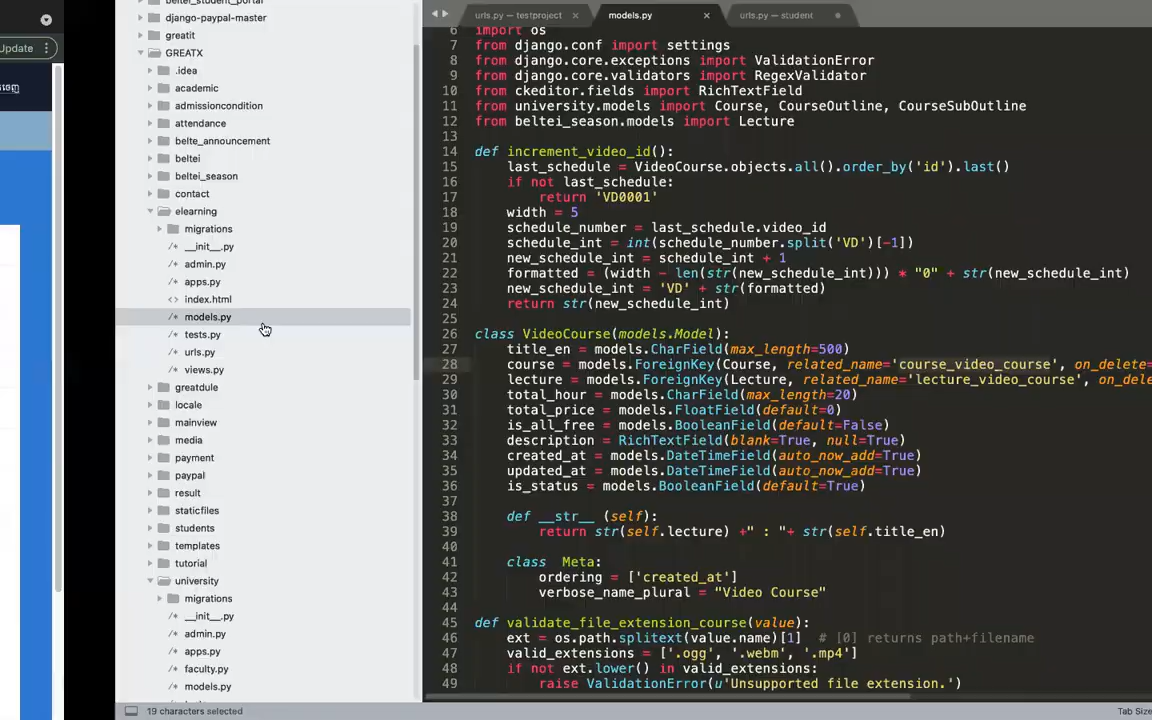 Update
beltei_student_portal
django-paypal-master
greatit
GREATX
.idea
academic
admissioncondition
attendance
belte_announcement
beltei
beltei_season
contact
elearning
migrations
/* __init__.py
/* admin.py
/* apps.py
<> index.html
/* models.py
/* tests.py
/* urls.py
/* views.py
greatdule
locale
mainview
media
payment
paypal
result
staticfiles
students
templates
tutorial
university
migrations
/* __init__.py
/* admin.py
/* apps.py
/* faculty.py
/* models.py
urls.py — testproject
models.py
urls.py — student
6 import os
7 from django.conf import settings
8 from django.core.exceptions import ValidationError
9 from django.core.validators import RegexValidator
10 from ckeditor.fields import RichTextField
11 from university.models import Course, CourseOutline, CourseSubOutline
12 from beltei_season.models import Lecture
13
14 def increment_video_id():
15 last_schedule = VideoCourse.objects.all().order_by('id').last()
16 if not last_schedule:
17 return 'VD0001'
18 width = 5
19 schedule_number = last_schedule.video_id
20 schedule_int = int(schedule_number.split('VD')[-1])
21 new_schedule_int = schedule_int + 1
22 formatted = (width - len(str(new_schedule_int))) * "0" + str(new_schedule_int)
23 new_schedule_int = 'VD' + str(formatted)
24 return str(new_schedule_int)
25
26 class VideoCourse(models.Model):
27 title_en = models.CharField(max_length=500)
28 course = models.ForeignKey(Course, related_name='course_video_course', on_delete=
29 lecture = models.ForeignKey(Lecture, related_name='lecture_video_course', on_dele
30 total_hour = models.CharField(max_length=20)
31 total_price = models.FloatField(default=0)
32 is_all_free = models.BooleanField(default=False)
33 description = RichTextField(blank=True, null=True)
34 created_at = models.DateTimeField(auto_now_add=True)
35 updated_at = models.DateTimeField(auto_now_add=True)
36 is_status = models.BooleanField(default=True)
37
38 def __str__ (self):
39 return str(self.lecture) +" : "+ str(self.title_en)
40
41 class Meta:
42 ordering = ['created_at']
43 verbose_name_plural = "Video Course"
44
45 def validate_file_extension_course(value):
46 ext = os.path.splitext(value.name)[1] # [0] returns path+filename
47 valid_extensions = ['.ogg', '.webm', '.mp4']
48 if not ext.lower() in valid_extensions:
49 raise ValidationError(u'Unsupported file extension.')
19 characters selected
Tab Size